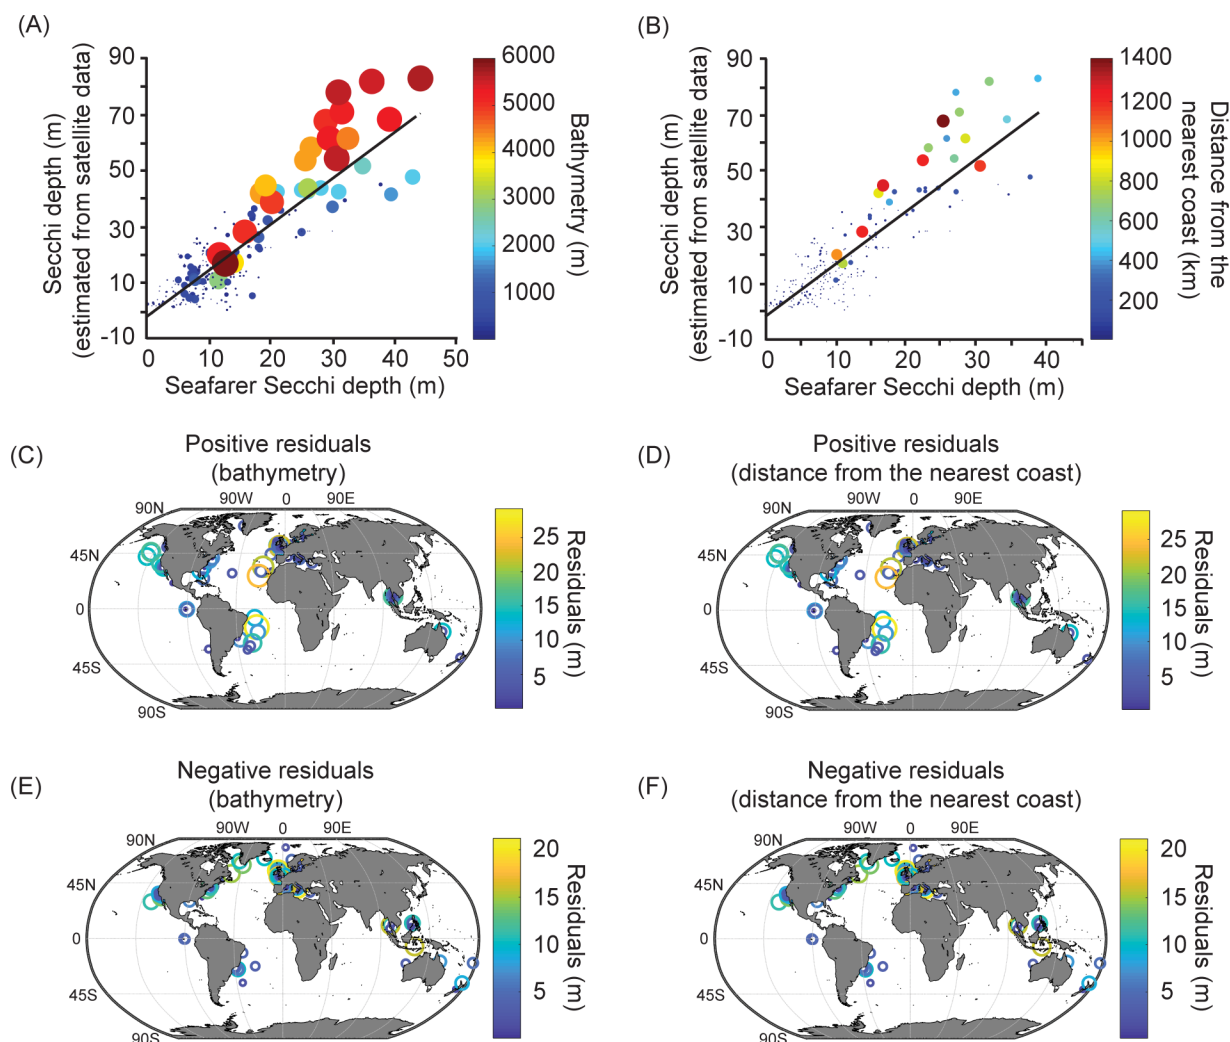 (A)
Secchi depth (m)
(estimated from satellite data)
90
70
50
30
10
-10
0
10
20
30
40
50
Seafarer Secchi depth (m)
6000
5000
4000
3000
2000
1000
Bathymetry (m)
(B)
Secchi depth (m)
(estimated from satellite data)
90
70
50
30
10
-10
0
10
20
30
40
Seafarer Secchi depth (m)
1400
1200
1000
800
600
400
200
Distance from the
nearest coast (km)
(C)
Positive residuals
(bathymetry)
90W
0
90E
90N
45N
0
45S
90S
25
20
15
10
5
Residuals (m)
(D)
Positive residuals
(distance from the nearest coast)
90W
0
90E
90N
45N
0
45S
90S
25
20
15
10
5
Residuals (m)
(E)
Negative residuals
(bathymetry)
90W
0
90E
90N
45N
0
45S
90S
20
15
10
5
Residuals (m)
(F)
Negative residuals
(distance from the nearest coast)
90W
0
90E
90N
45N
0
45S
90S
20
15
10
5
Residuals (m)